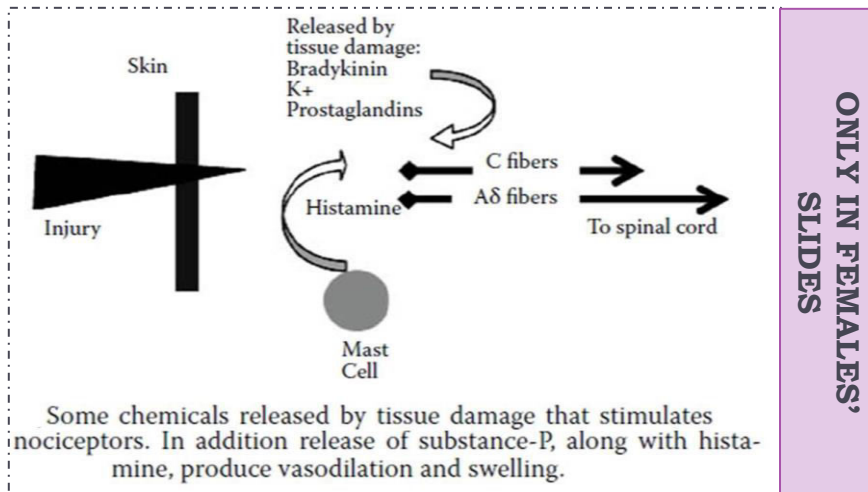 Released by
tissue damage:
Bradykinin
K+
Prostaglandins
Skin
C fibers
Histamine
Aδ fibers
Injury
To spinal cord
Mast
Cell
Some chemicals released by tissue damage that stimulates
nociceptors. In addition release of substance-P, along with hista-
mine, produce vasodilation and swelling.
ONLY IN FEMALES’
SLIDES